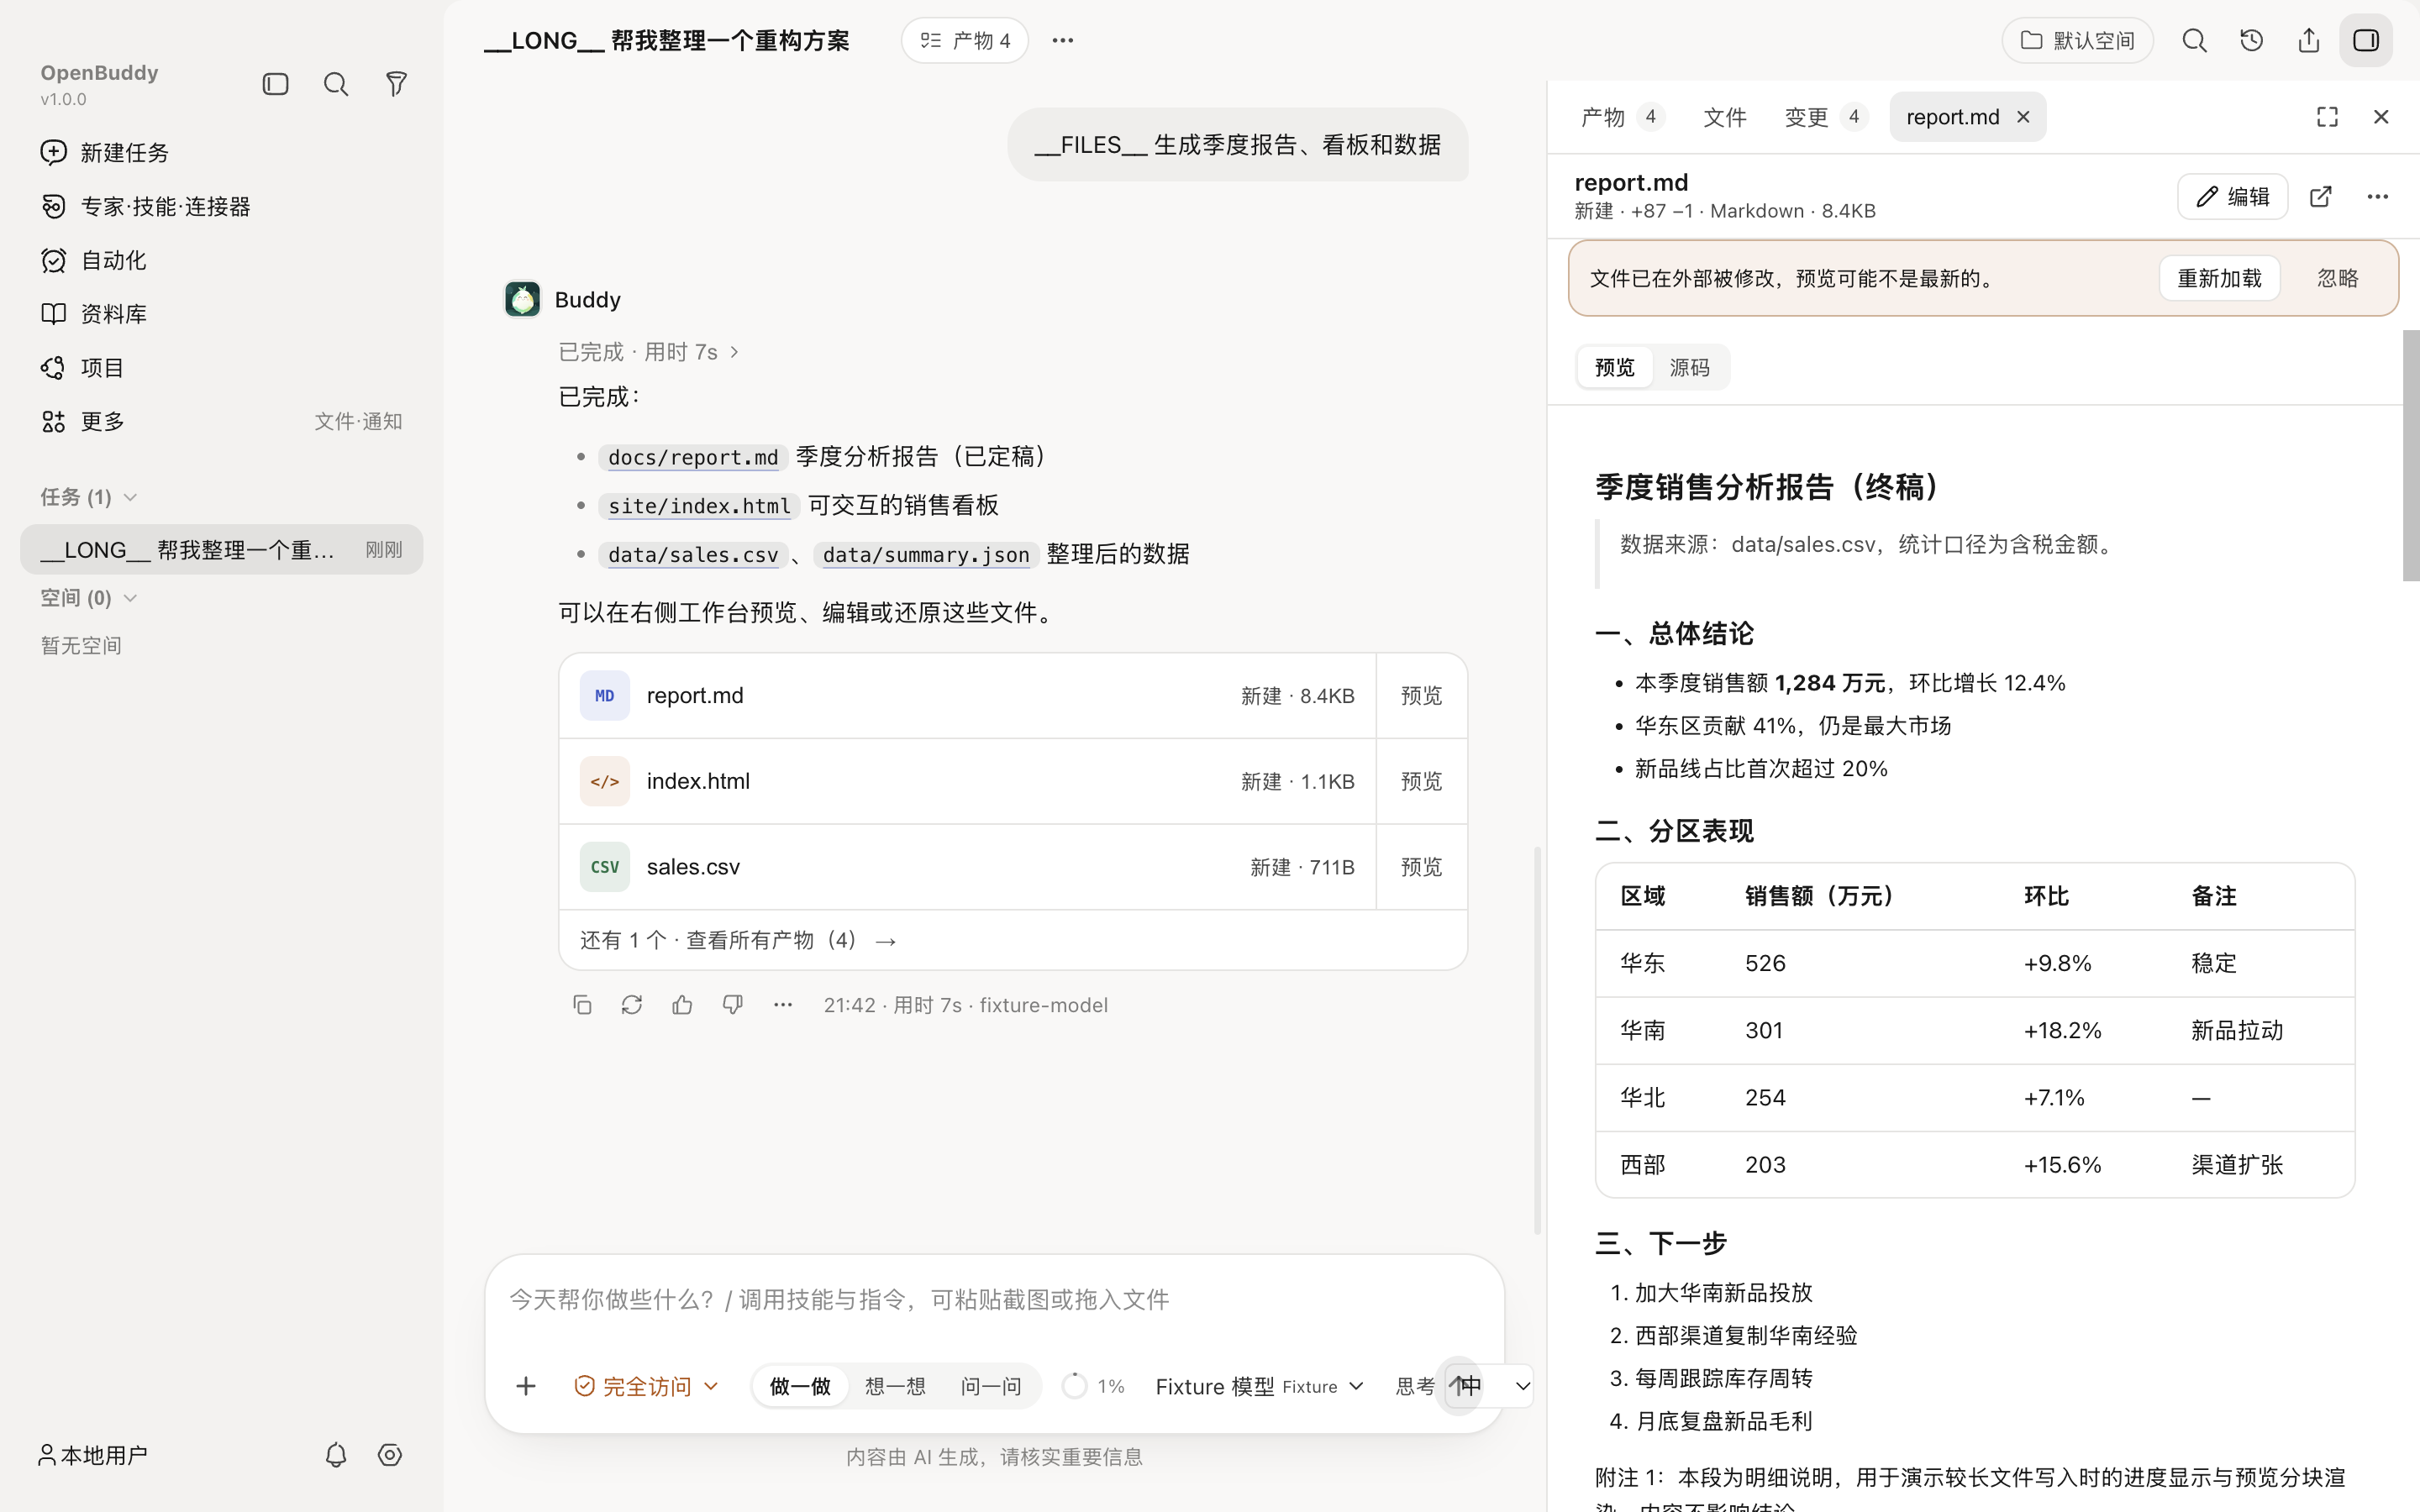 OpenBuddy
v1.0.0
新建任务
专家·技能·连接器
自动化
资料库
项目
更多 文件·通知
任务 (1)
__LONG__ 帮我整理一个重… 刚刚
空间 (0)
暂无空间
本地用户
__LONG__ 帮我整理一个重构方案 产物 4
默认空间
__FILES__ 生成季度报告、看板和数据
Buddy
已完成 · 用时 7s
已完成：
docs/report.md 季度分析报告（已定稿）
site/index.html 可交互的销售看板
data/sales.csv、data/summary.json 整理后的数据
可以在右侧工作台预览、编辑或还原这些文件。
MD report.md 新建 · 8.4KB 预览
</> index.html 新建 · 1.1KB 预览
CSV sales.csv 新建 · 711B 预览
还有 1 个 · 查看所有产物（4） →
21:42 · 用时 7s · fixture-model
今天帮你做些什么？/ 调用技能与指令，可粘贴截图或拖入文件
完全访问 做一做 想一想 问一问 1% Fixture 模型 Fixture 思考 中
内容由 AI 生成，请核实重要信息
产物 4 文件 变更 4 report.md
report.md
新建 · +87 −1 · Markdown · 8.4KB
编辑
文件已在外部被修改，预览可能不是最新的。 重新加载 忽略
预览 源码
季度销售分析报告（终稿）
数据来源：data/sales.csv，统计口径为含税金额。
一、总体结论
本季度销售额 1,284 万元，环比增长 12.4%
华东区贡献 41%，仍是最大市场
新品线占比首次超过 20%
二、分区表现
区域 销售额（万元） 环比 备注
华东 526 +9.8% 稳定
华南 301 +18.2% 新品拉动
华北 254 +7.1% —
西部 203 +15.6% 渠道扩张
三、下一步
1. 加大华南新品投放
2. 西部渠道复制华南经验
3. 每周跟踪库存周转
4. 月底复盘新品毛利
附注 1：本段为明细说明，用于演示较长文件写入时的进度显示与预览分块渲
染，内容不影响结论